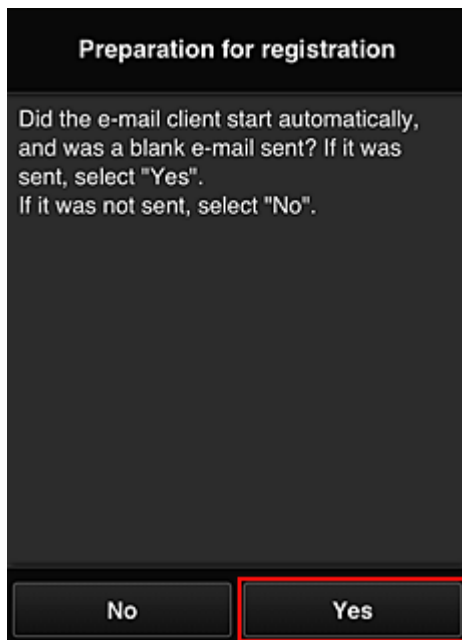 Preparation for registration
Did the e-mail client start automatically,
and was a blank e-mail sent? If it was
sent, select "Yes".
If it was not sent, select "No".
No
Yes